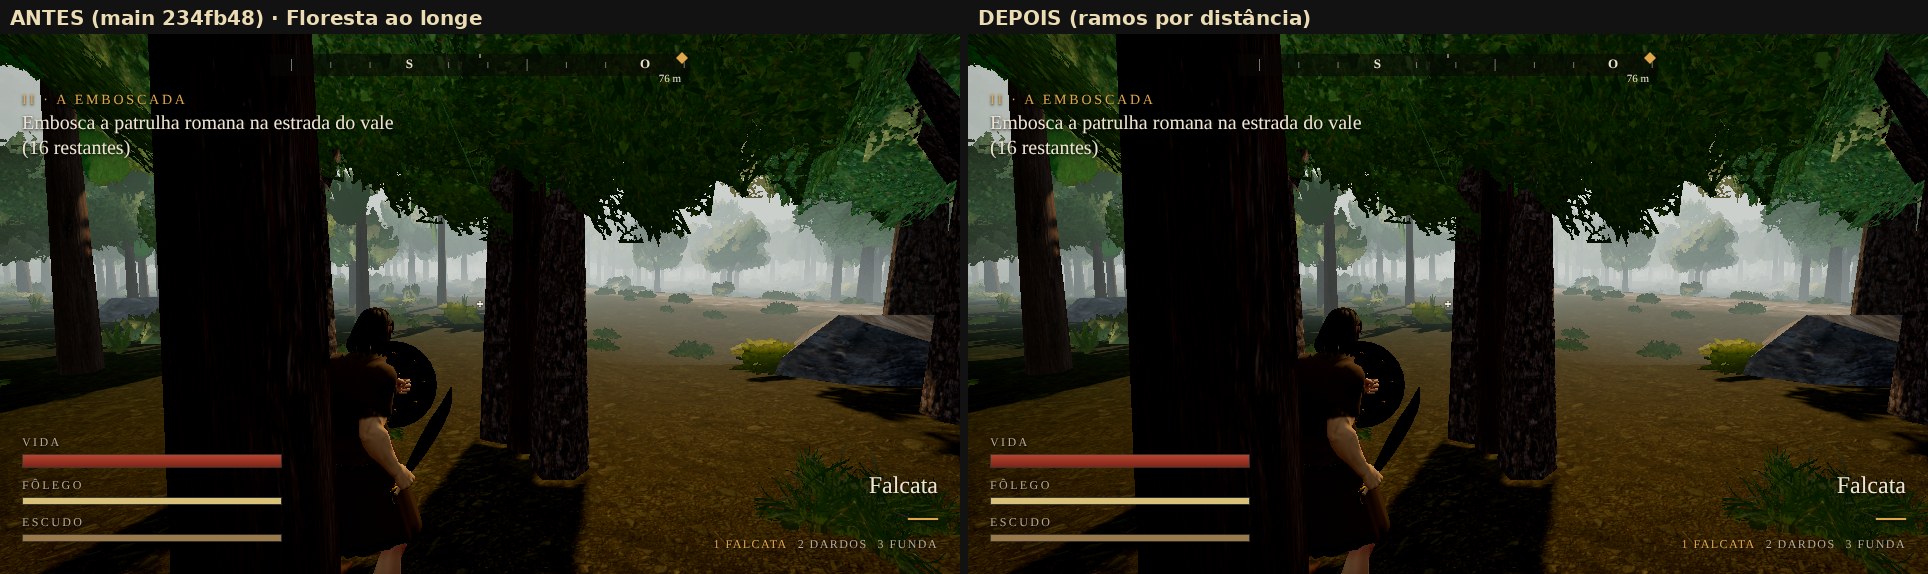 ANTES (main 234fb48) · Floresta ao longe
S
O
76 m
II · A EMBOSCADA
Embosca a patrulha romana na estrada do vale
(16 restantes)
VIDA
FÔLEGO
ESCUDO
Falcata
1 FALCATA 2 DARDOS 3 FUNDA
DEPOIS (ramos por distância)
S
O
76 m
II · A EMBOSCADA
Embosca a patrulha romana na estrada do vale
(16 restantes)
VIDA
FÔLEGO
ESCUDO
Falcata
1 FALCATA 2 DARDOS 3 FUNDA